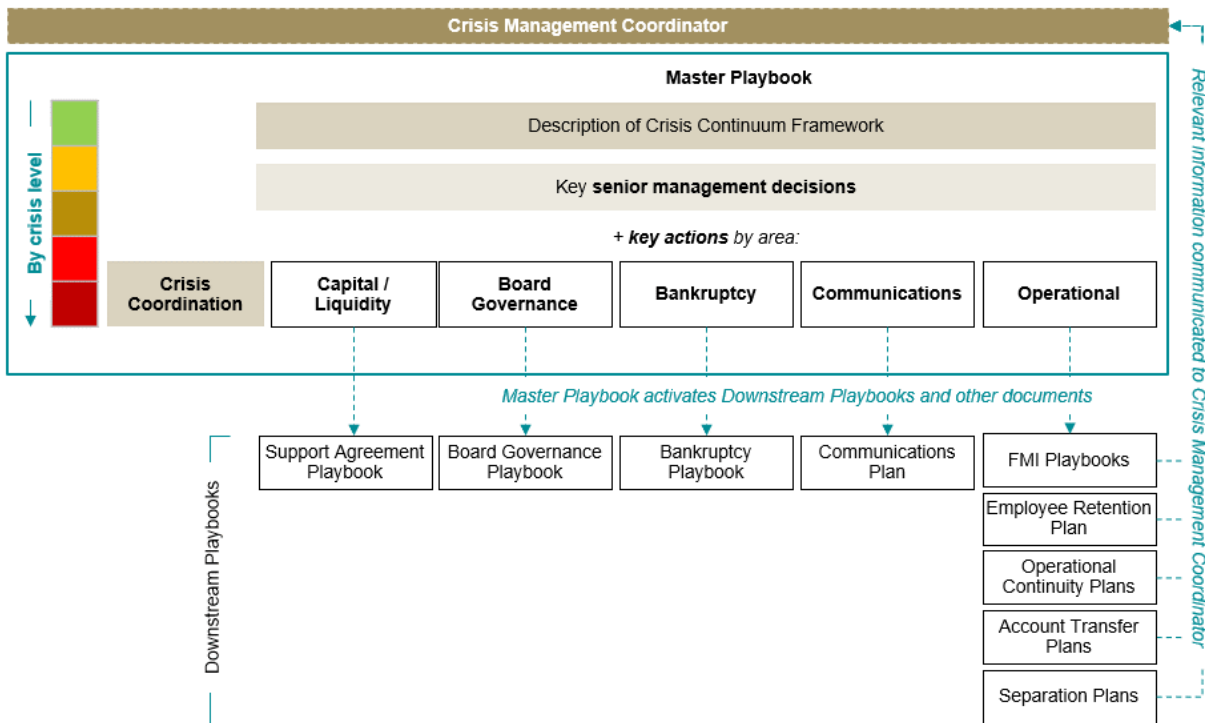 Crisis Management Coordinator
Master Playbook
Description of Crisis Continuum Framework
Key senior management decisions
+ key actions by area:
By crisis level
Crisis
Coordination
Capital /
Liquidity
Board
Governance
Bankruptcy
Communications
Operational
Master Playbook activates Downstream Playbooks and other documents
Downstream Playbooks
Support Agreement
Playbook
Board Governance
Playbook
Bankruptcy
Playbook
Communications
Plan
FMI Playbooks
Employee Retention
Plan
Operational
Continuity Plans
Account Transfer
Plans
Separation Plans
Relevant information communicated to Crisis Management Coordinator